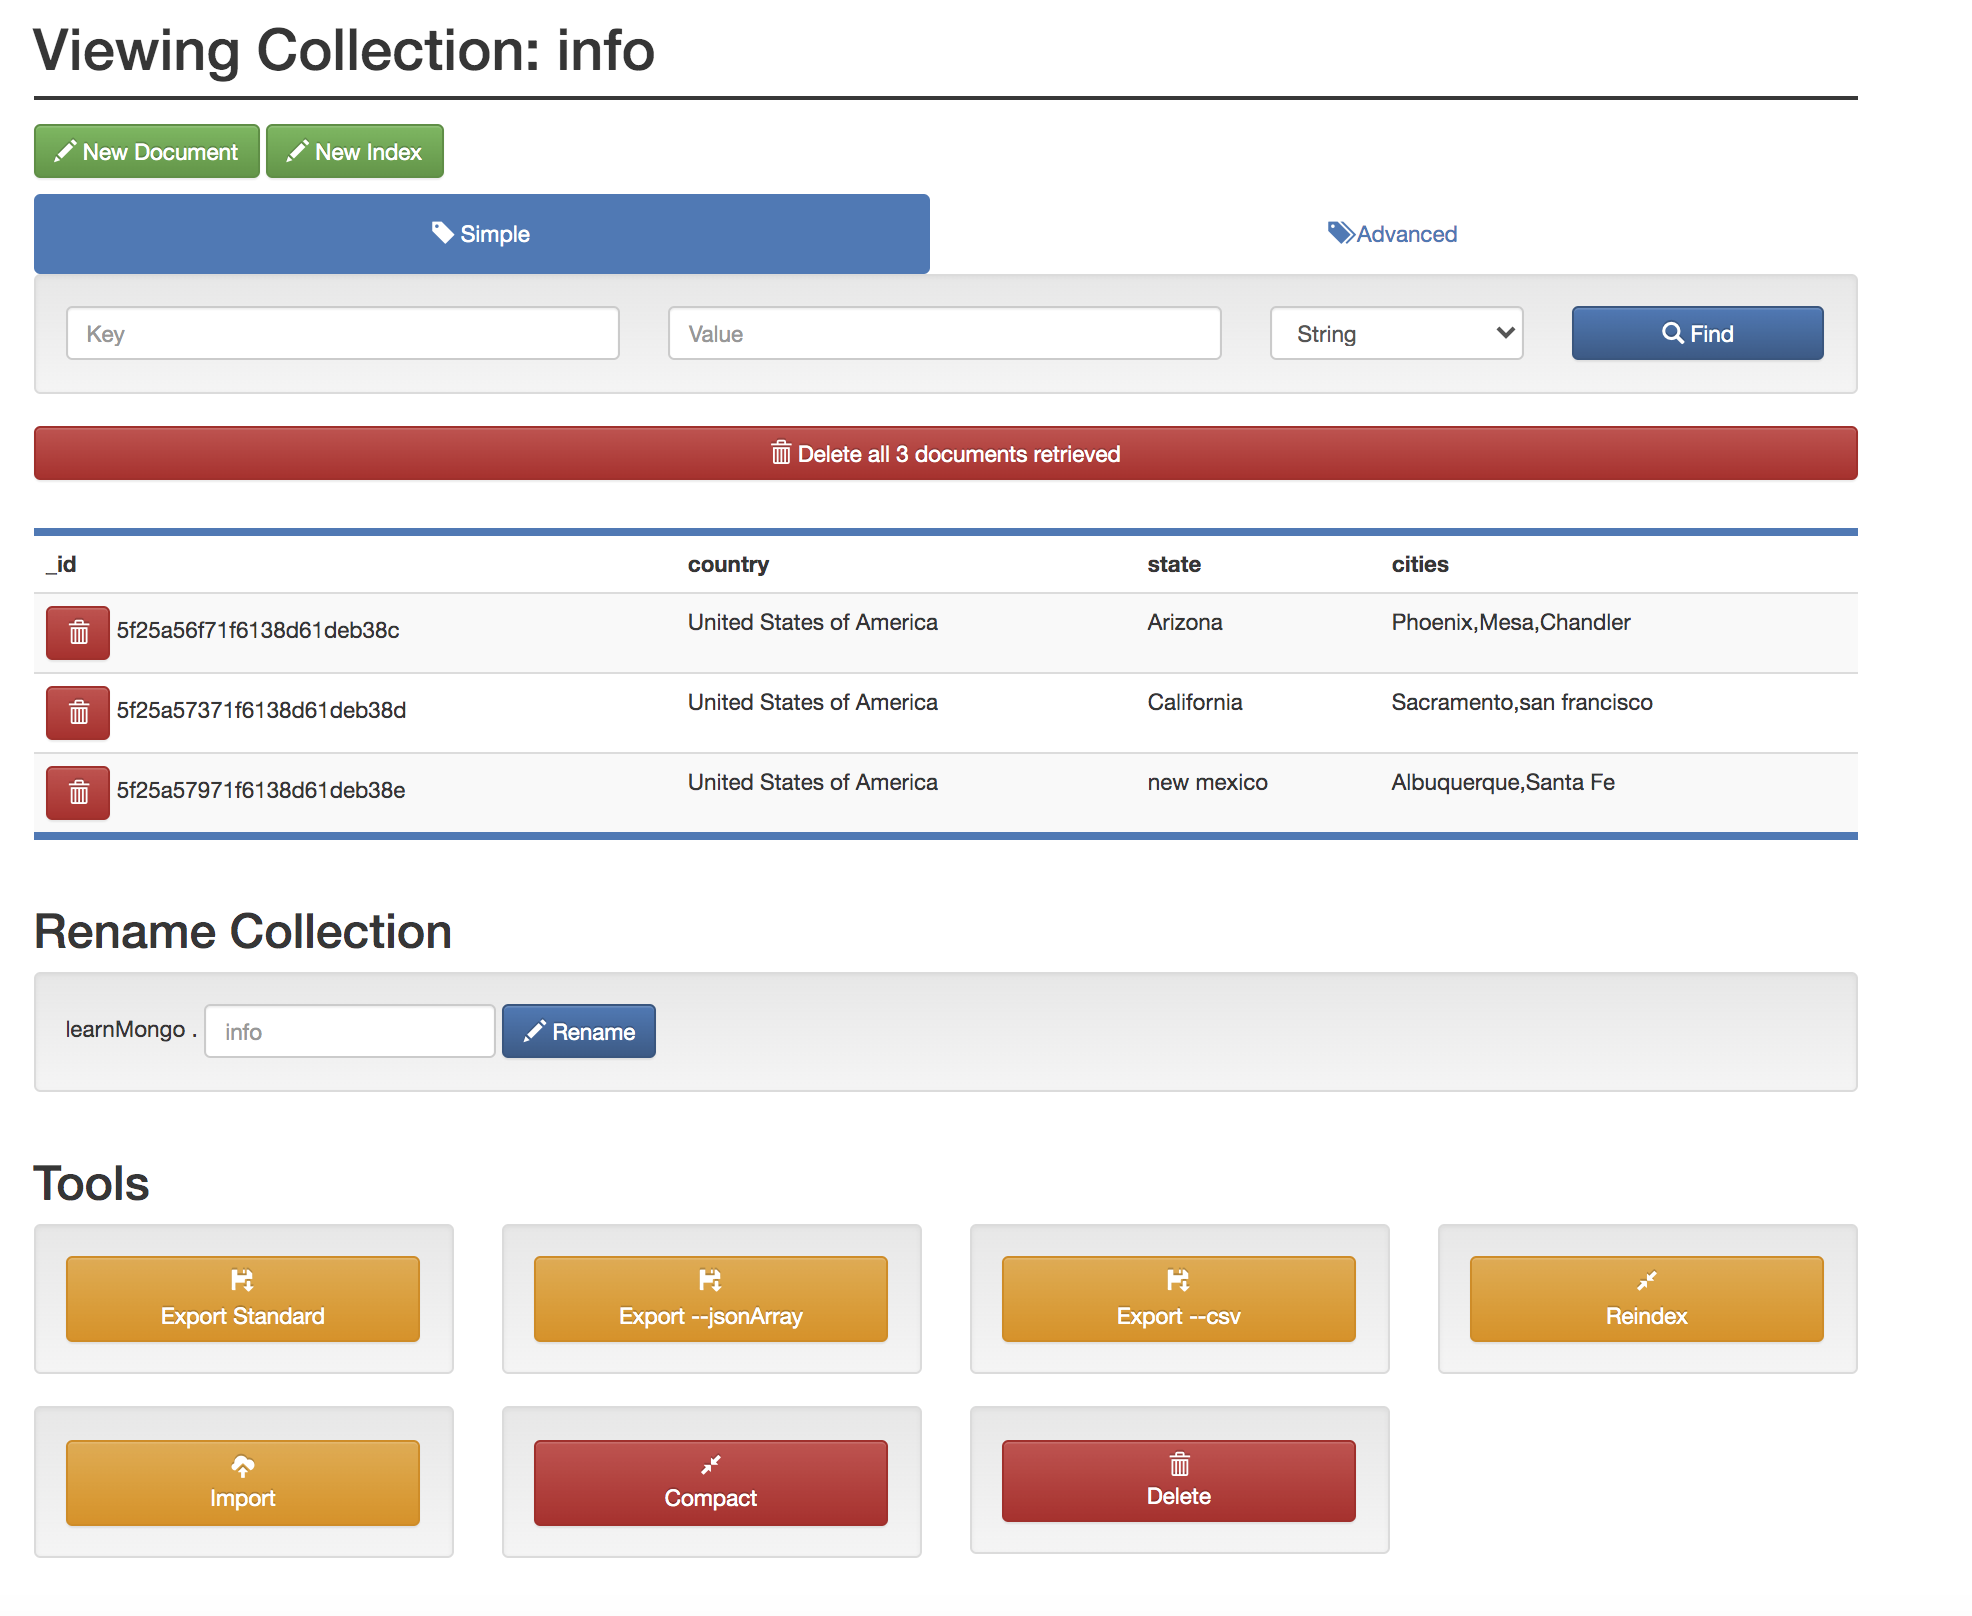 Viewing Collection: info
New Document New Index
Simple Advanced
Key Value String Find
Delete all 3 documents retrieved
_id country state cities
5f25a56f71f6138d61deb38c United States of America Arizona Phoenix,Mesa,Chandler
5f25a57371f6138d61deb38d United States of America California Sacramento,san francisco
5f25a57971f6138d61deb38e United States of America new mexico Albuquerque,Santa Fe
Rename Collection
learnMongo . info Rename
Tools
Export Standard Export --jsonArray Export --csv Reindex
Import Compact Delete